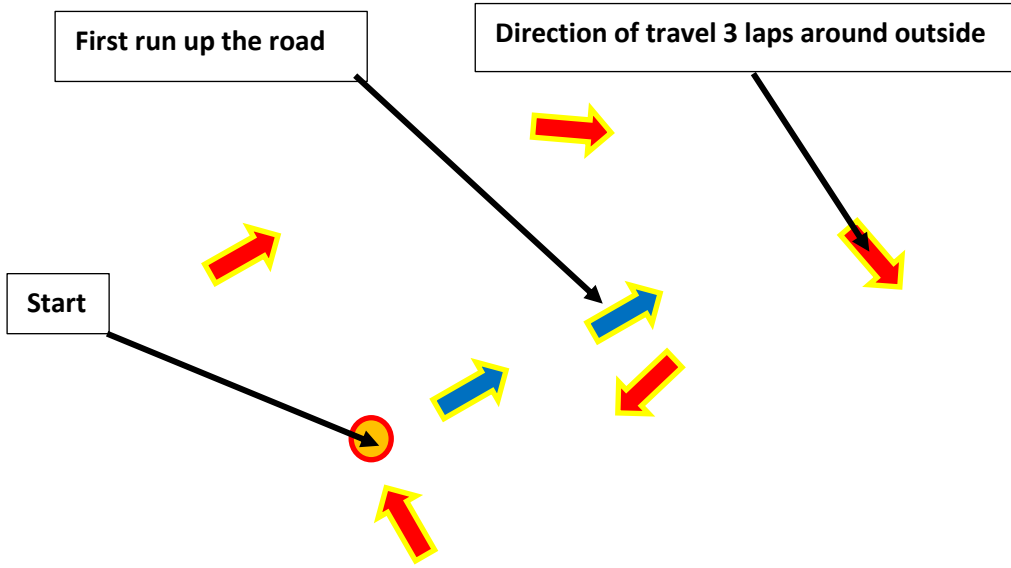 First run up the road
Direction of travel 3 laps around outside
Start